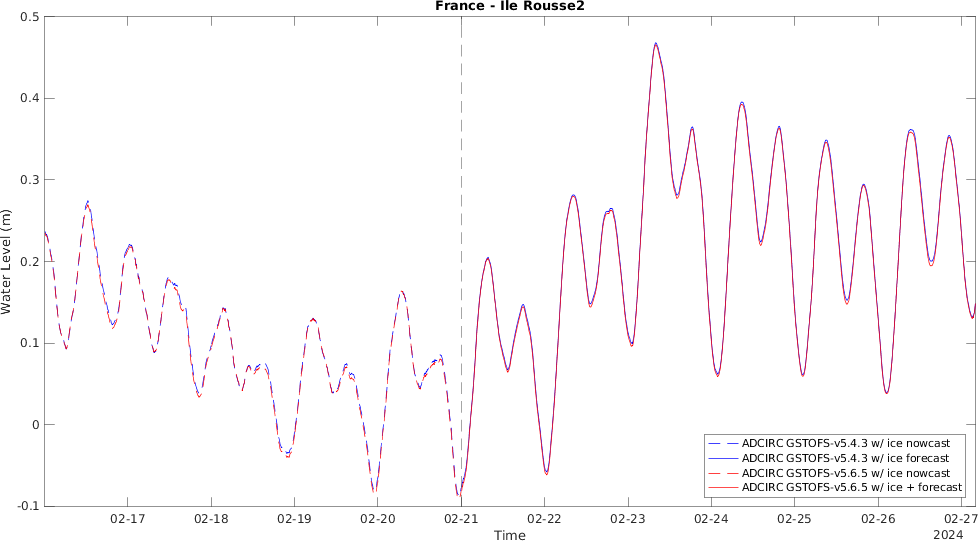 France - Ile Rousse2
Water Level (m)
0.5
0.4
0.3
0.2
0.1
0
-0.1
02-17
02-18
02-19
02-20
02-21
02-22
02-23
02-24
02-25
02-26
02-27
2024
Time
ADCIRC GSTOFS-v5.4.3 w/ ice nowcast
ADCIRC GSTOFS-v5.4.3 w/ ice forecast
ADCIRC GSTOFS-v5.6.5 w/ ice nowcast
ADCIRC GSTOFS-v5.6.5 w/ ice + forecast